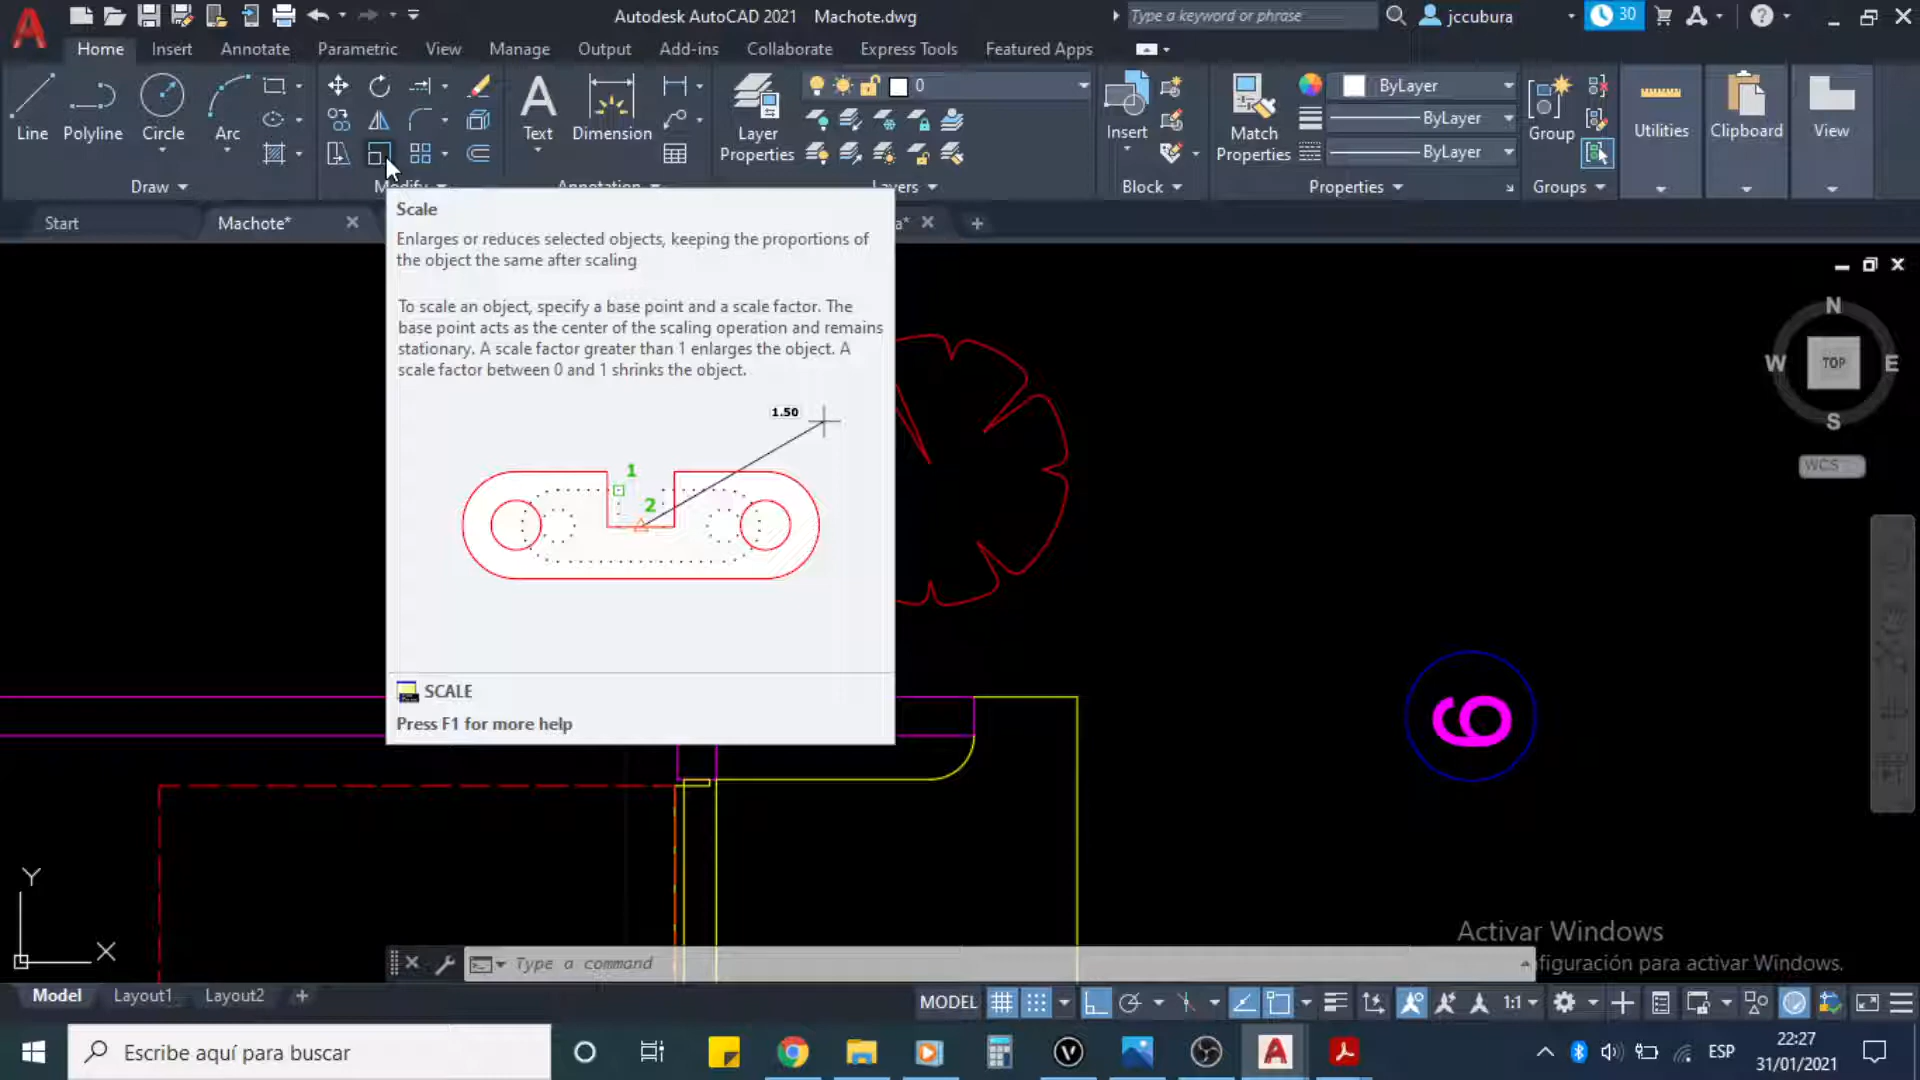 Autodesk AutoCAD 2021 Machote.dwg
Type a keyword or phrase
jccubura
30
Home Insert Annotate Parametric View Manage Output Add-ins Collaborate Express Tools Featured Apps
Line Polyline Circle Arc
Text Dimension
Layer Properties
0
Insert
Match Properties
ByLayer
ByLayer
ByLayer
Group
Utilities Clipboard View
Draw Modify Annotation Layers Block Properties Groups
Start Machote* a*
Scale
Enlarges or reduces selected objects, keeping the proportions of
the object the same after scaling
To scale an object, specify a base point and a scale factor. The
base point acts as the center of the scaling operation and remains
stationary. A scale factor greater than 1 enlarges the object. A
scale factor between 0 and 1 shrinks the object.
1.50
1
2
SCALE
Press F1 for more help
N
W TOP E
S
WCS
6
Y
X
Activar Windows
figuración para activar Windows.
Type a command
Model Layout1 Layout2
MODEL
1:1
Escribe aquí para buscar
ESP
22:27
31/01/2021